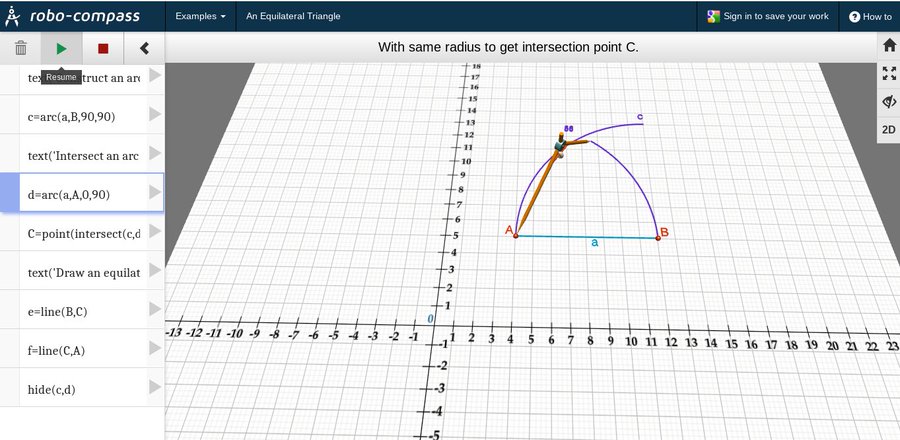 robo-compass
Examples
An Equilateral Triangle
Sign in to save your work
How to
With same radius to get intersection point C.
Resume
c=arc(a,B,90,90)
text('Intersect an arc
d=arc(a,A,0,90)
C=point(intersect(c,d
text('Draw an equilat
e=line(B,C)
f=line(C,A)
hide(c,d)
2D
18
17
16
15
14
13
12
11
10
9
8
7
6
5
4
3
2
1
0
-13 -12 -11 -10 -9 -8 -7 -6 -5 -4 -3 -2 -1 1 2 3 4 5 6 7 8 9 10 11 12 13 14 15 16 17 18 19 20 21 22 23
-1
-2
-3
-4
-5
c
A
B
a